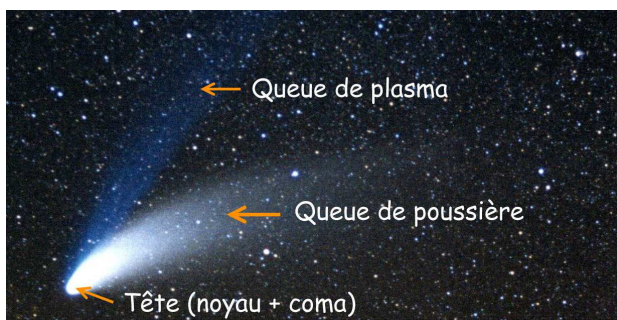 Queue de plasma
Queue de poussière
Tête (noyau + coma)